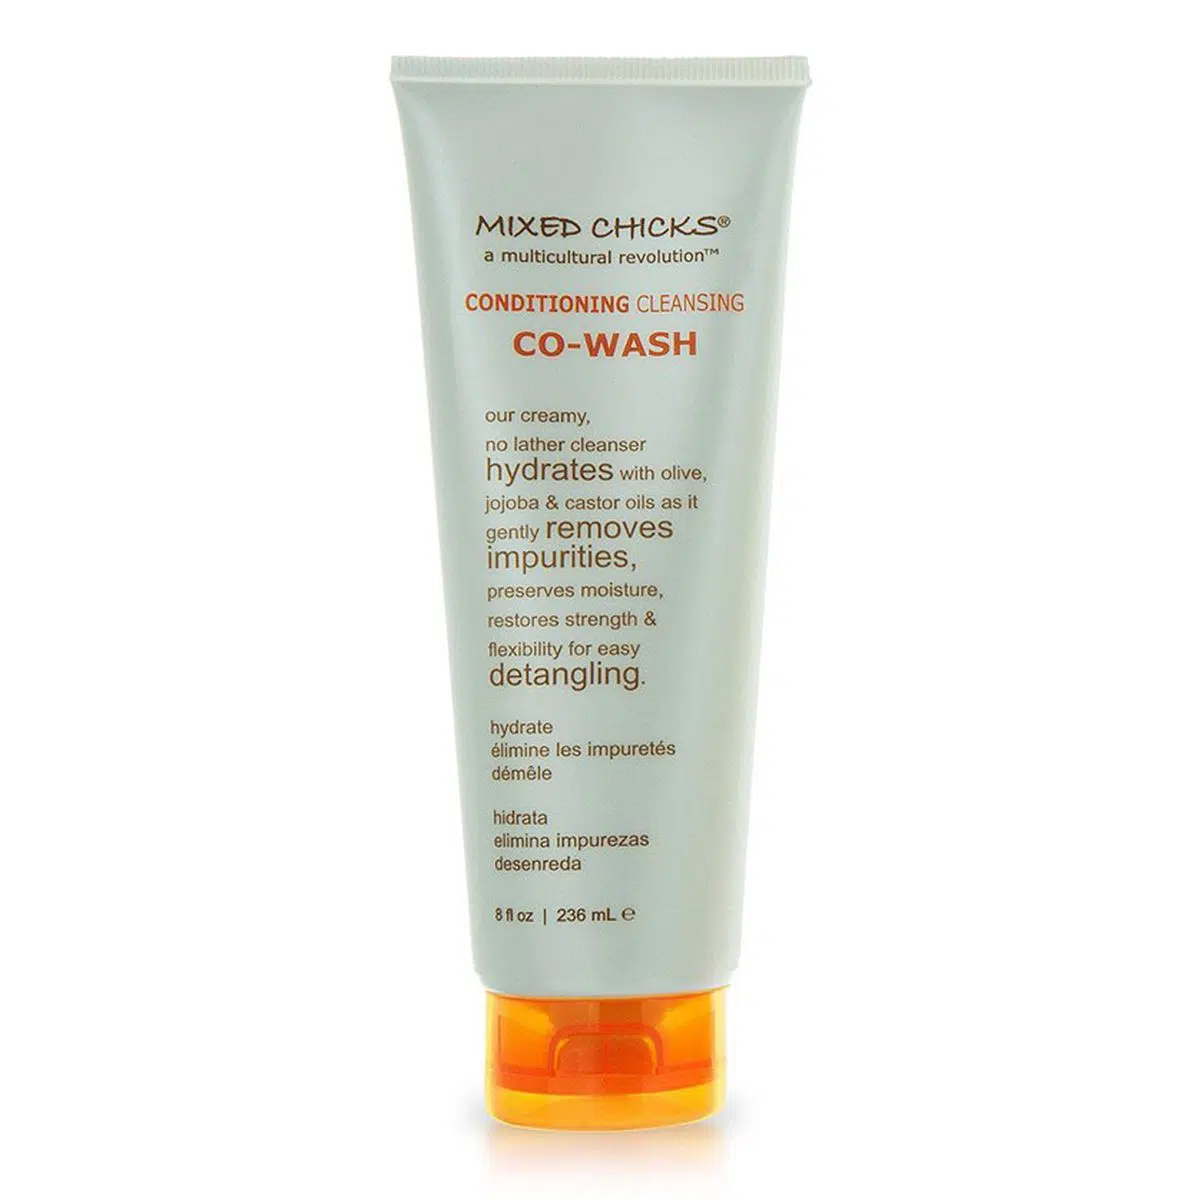 MIXED CHICKS®
a multicultural revolution™
CONDITIONING CLEANSING
CO-WASH
our creamy,
no lather cleanser
hydrates with olive,
jojoba & castor oils as it
gently removes
impurities,
preserves moisture,
restores strength &
flexibility for easy
detangling.
hydrate
élimine les impuretés
démêle
hidrata
elimina impurezas
desenreda
8 fl oz | 236 mL ℮